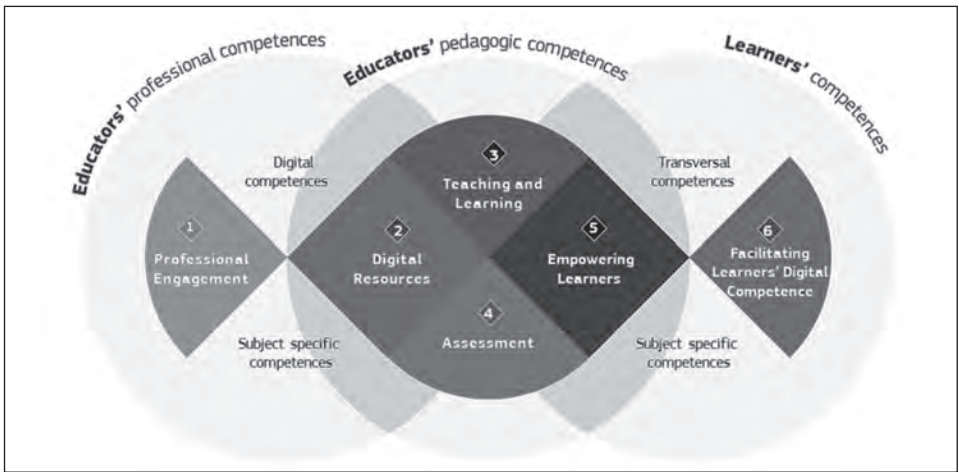 Educators' professional competences
Educators' pedagogic competences
Learners' competences
Digital
competences
Transversal
competences
3
Teaching and
Learning
1
Professional
Engagement
2
Digital
Resources
5
Empowering
Learners
6
Facilitating
Learners' Digital
Competence
4
Assessment
Subject specific
competences
Subject specific
competences